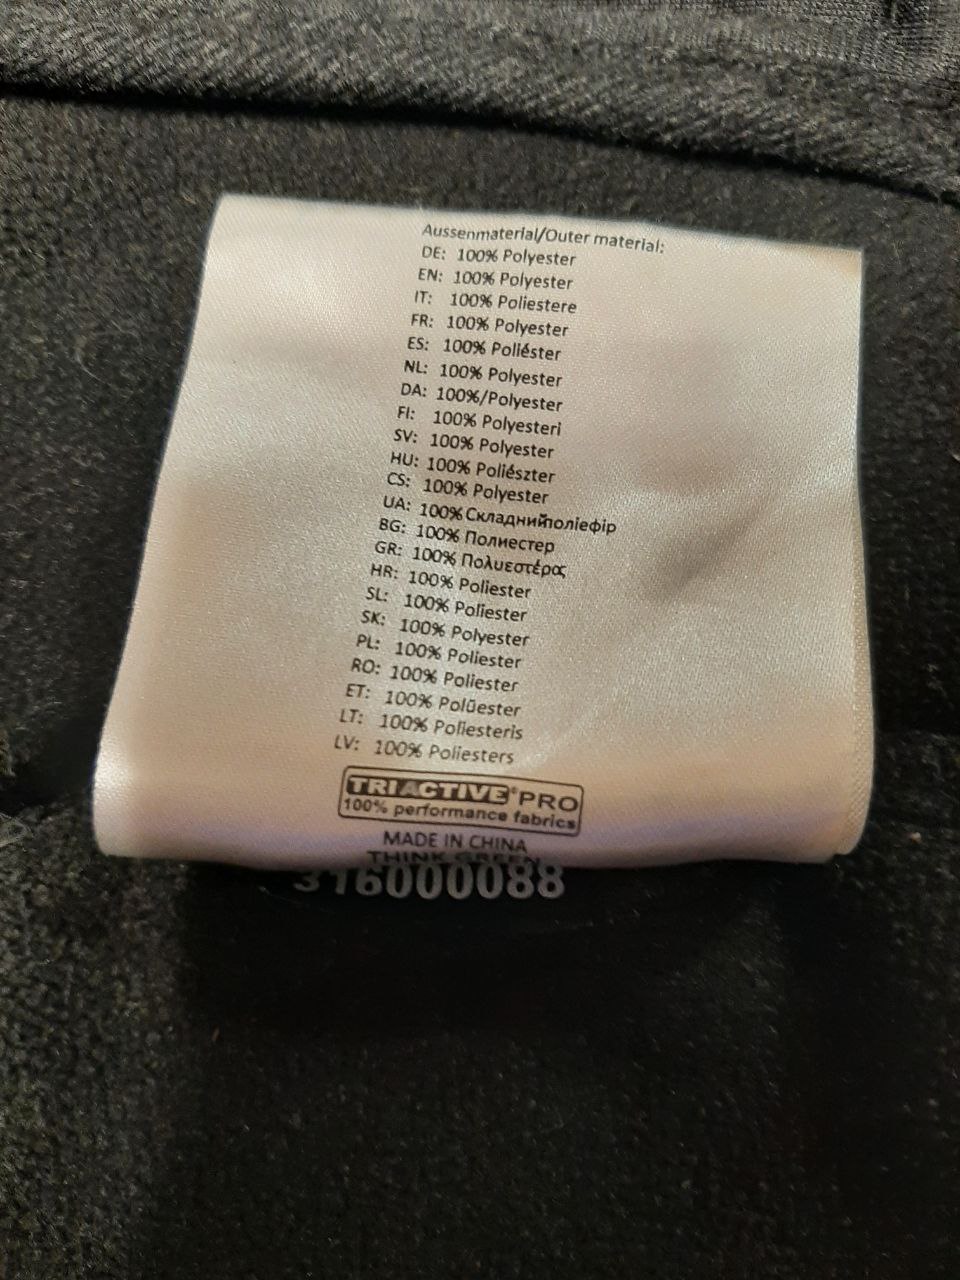 Aussenmaterial/Outer material:
DE: 100% Polyester
EN: 100% Polyester
IT: 100% Poliestere
FR: 100% Polyester
ES: 100% Poliéster
NL: 100% Polyester
DA: 100%/Polyester
FI: 100% Polyesteri
SV: 100% Polyester
HU: 100% Poliészter
CS: 100% Polyester
UA: 100% Складнийполіефір
BG: 100% Полиестер
GR: 100% Πολυεστέρας
HR: 100% Poliester
SL: 100% Poliester
SK: 100% Polyester
PL: 100% Poliester
RO: 100% Poliester
ET: 100% Polüester
LT: 100% Poliesteris
LV: 100% Poliesters
TRIACTIVE®PRO
100% performance fabrics
MADE IN CHINA
THINK GREEN
316000088